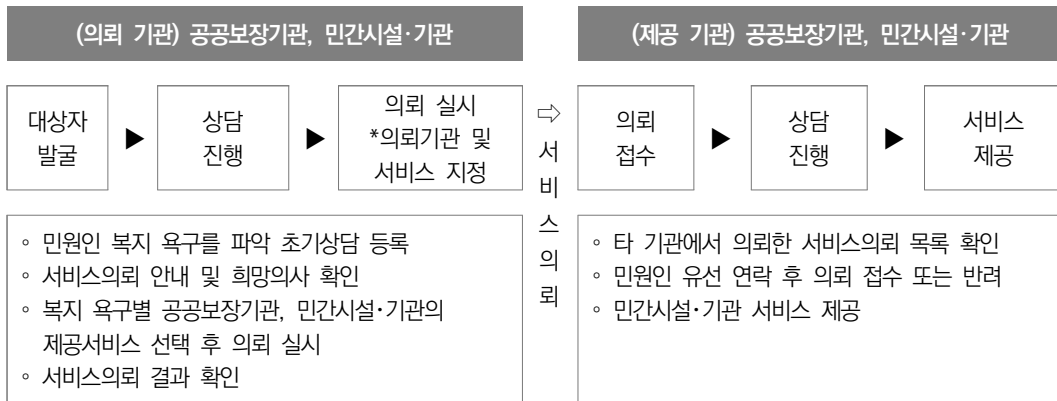 (의뢰 기관) 공공보장기관, 민간시설·기관
대상자
발굴
▶
상담
진행
▶
의뢰 실시
*의뢰기관 및
서비스 지정
◦ 민원인 복지 욕구를 파악 초기상담 등록
◦ 서비스의뢰 안내 및 희망의사 확인
◦ 복지 욕구별 공공보장기관, 민간시설·기관의
제공서비스 선택 후 의뢰 실시
◦ 서비스의뢰 결과 확인
⇨
서
비
스
의
뢰
(제공 기관) 공공보장기관, 민간시설·기관
의뢰
접수
▶
상담
진행
▶
서비스
제공
◦ 타 기관에서 의뢰한 서비스의뢰 목록 확인
◦ 민원인 유선 연락 후 의뢰 접수 또는 반려
◦ 민간시설·기관 서비스 제공